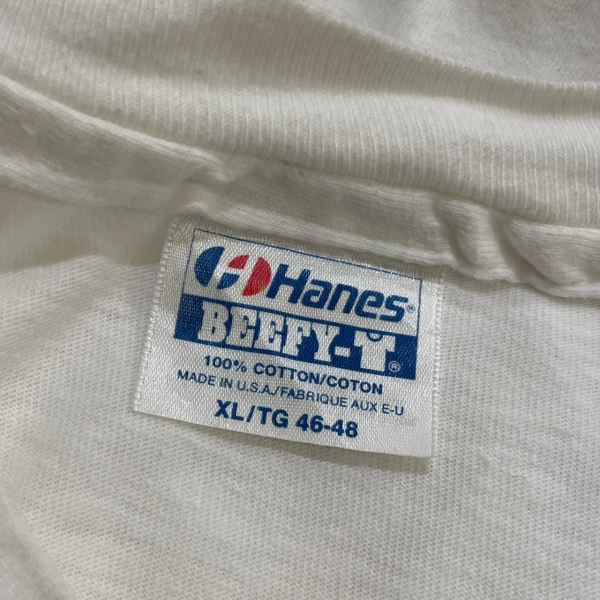 Hanes®
BEEFY-T®
100% COTTON/COTON
MADE IN U.S.A./FABRIQUE AUX E-U
XL/TG 46-48